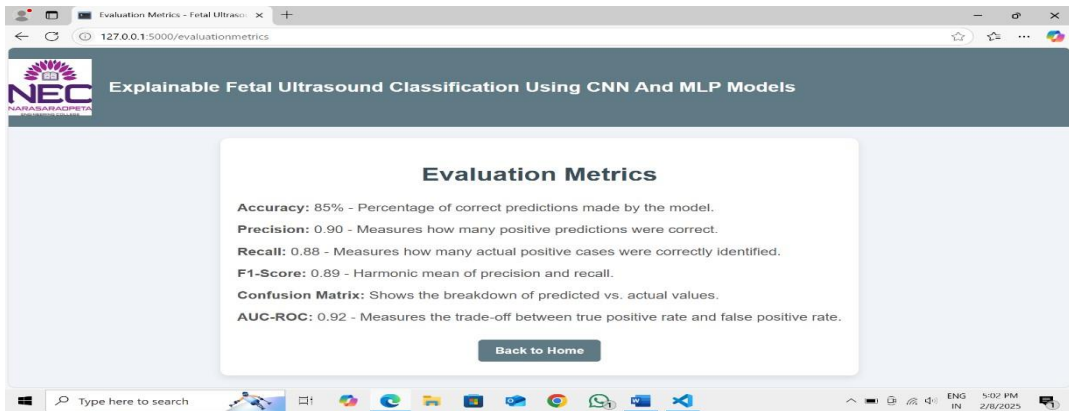 Evaluation Metrics - Fetal Ultraso
127.0.0.1:5000/evaluationmetrics
NEC
NARASARAOPETA
ENGINEERING COLLEGE
Explainable Fetal Ultrasound Classification Using CNN And MLP Models
Evaluation Metrics
Accuracy: 85% - Percentage of correct predictions made by the model.
Precision: 0.90 - Measures how many positive predictions were correct.
Recall: 0.88 - Measures how many actual positive cases were correctly identified.
F1-Score: 0.89 - Harmonic mean of precision and recall.
Confusion Matrix: Shows the breakdown of predicted vs. actual values.
AUC-ROC: 0.92 - Measures the trade-off between true positive rate and false positive rate.
Back to Home
Type here to search
ENG
IN
5:02 PM
2/8/2025